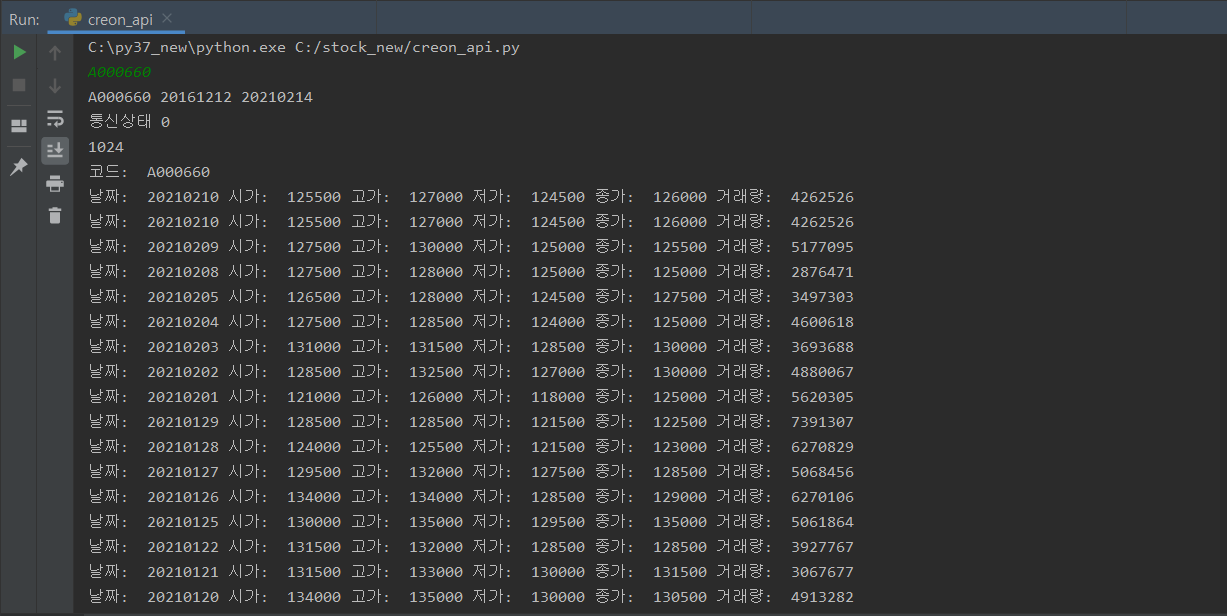 Run: creon_api
C:\py37_new\python.exe C:/stock_new/creon_api.py
A000660
A000660 20161212 20210214
통신상태 0
1024
코드: A000660
날짜: 20210210 시가: 125500 고가: 127000 저가: 124500 종가: 126000 거래량: 4262526
날짜: 20210210 시가: 125500 고가: 127000 저가: 124500 종가: 126000 거래량: 4262526
날짜: 20210209 시가: 127500 고가: 130000 저가: 125000 종가: 125500 거래량: 5177095
날짜: 20210208 시가: 127500 고가: 128000 저가: 125000 종가: 125000 거래량: 2876471
날짜: 20210205 시가: 126500 고가: 128000 저가: 124500 종가: 127500 거래량: 3497303
날짜: 20210204 시가: 127500 고가: 128500 저가: 124000 종가: 125000 거래량: 4600618
날짜: 20210203 시가: 131000 고가: 131500 저가: 128500 종가: 130000 거래량: 3693688
날짜: 20210202 시가: 128500 고가: 132500 저가: 127000 종가: 130000 거래량: 4880067
날짜: 20210201 시가: 121000 고가: 126000 저가: 118000 종가: 125000 거래량: 5620305
날짜: 20210129 시가: 128500 고가: 128500 저가: 121500 종가: 122500 거래량: 7391307
날짜: 20210128 시가: 124000 고가: 125500 저가: 121500 종가: 123000 거래량: 6270829
날짜: 20210127 시가: 129500 고가: 132000 저가: 127500 종가: 128500 거래량: 5068456
날짜: 20210126 시가: 134000 고가: 134000 저가: 128500 종가: 129000 거래량: 6270106
날짜: 20210125 시가: 130000 고가: 135000 저가: 129500 종가: 135000 거래량: 5061864
날짜: 20210122 시가: 131500 고가: 132000 저가: 128500 종가: 128500 거래량: 3927767
날짜: 20210121 시가: 131500 고가: 133000 저가: 130000 종가: 131500 거래량: 3067677
날짜: 20210120 시가: 134000 고가: 135000 저가: 130000 종가: 130500 거래량: 4913282